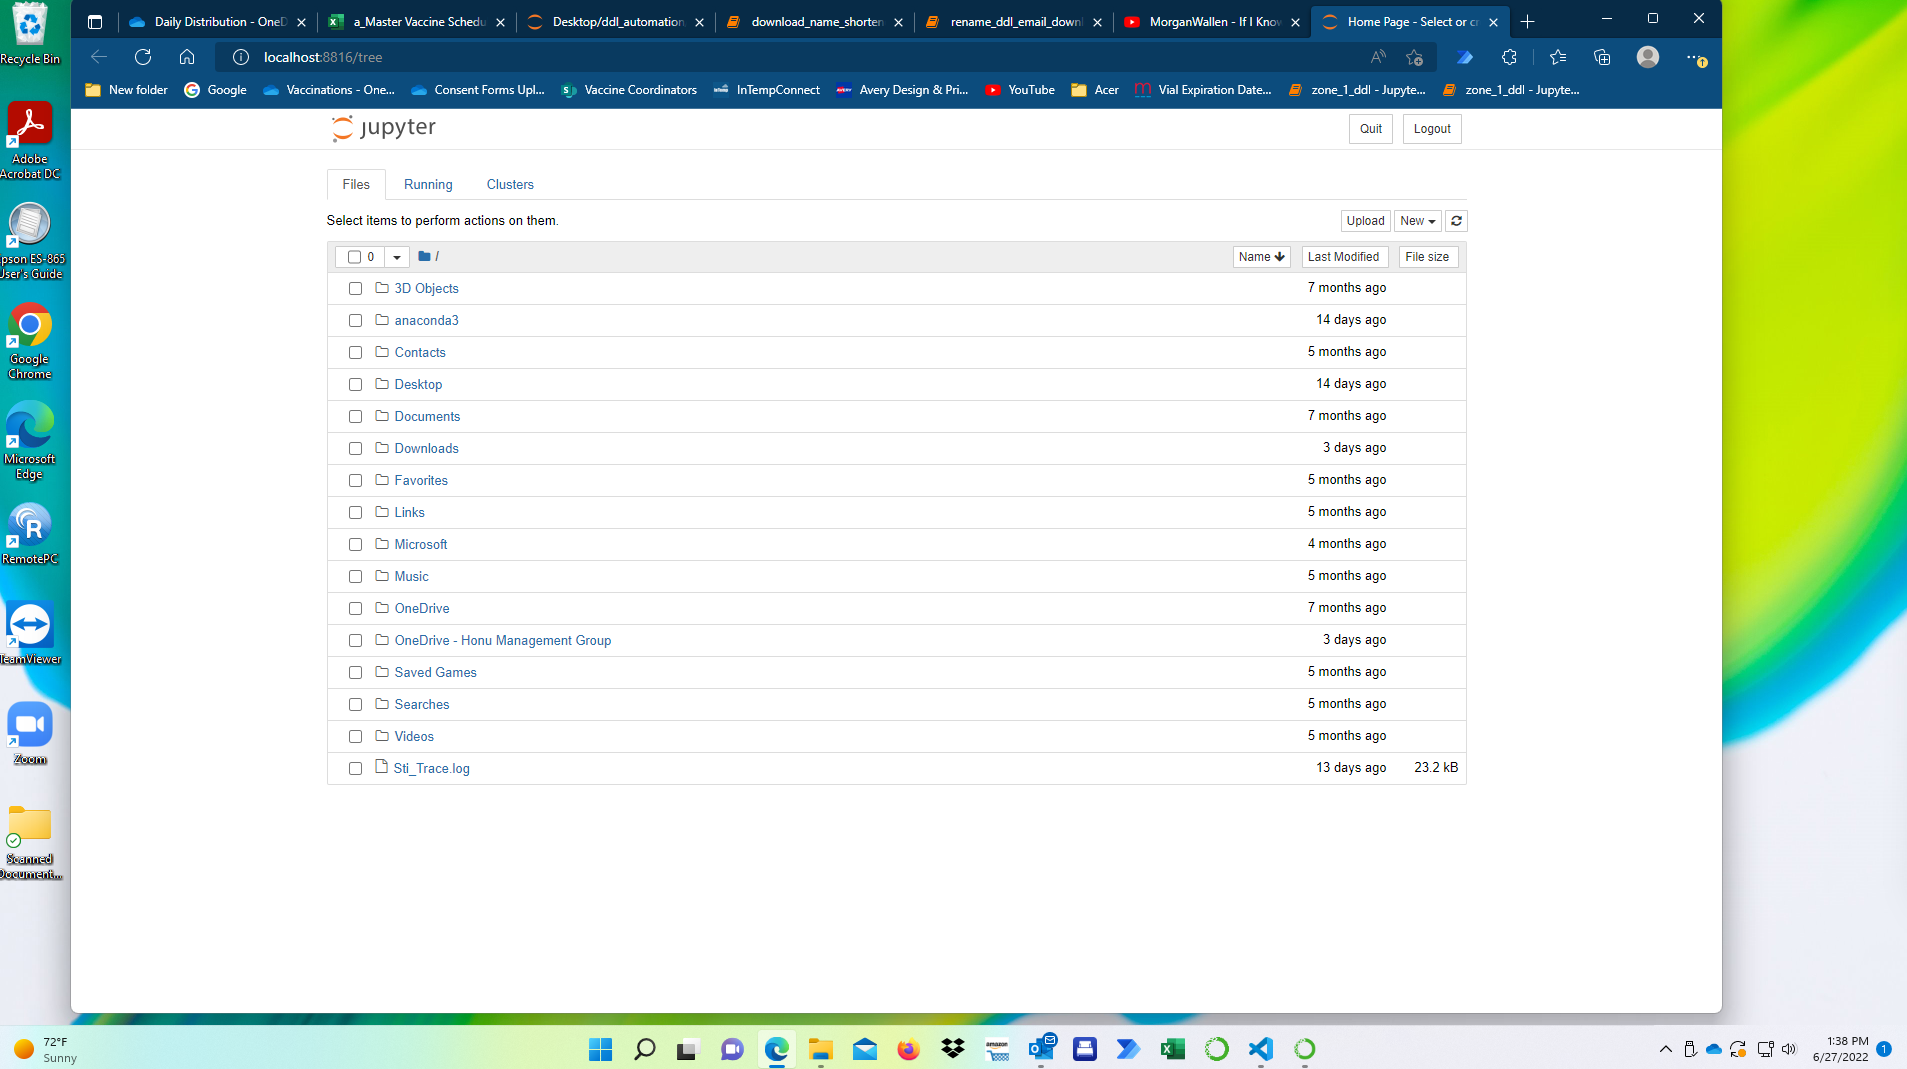 Recycle Bin
Adobe
Acrobat DC
Epson ES-865
User's Guide
Google
Chrome
Microsoft
Edge
RemotePC
TeamViewer
Zoom
Scanned
Document...
Daily Distribution - OneD
a_Master Vaccine Schedu
Desktop/ddl_automation
download_name_shorten
rename_ddl_email_downl
MorganWallen - If I Know
Home Page - Select or cr
localhost:8816/tree
New folder
Google
Vaccinations - One...
Consent Forms Upl...
Vaccine Coordinators
InTempConnect
Avery Design & Pri...
YouTube
Acer
Vial Expiration Date...
zone_1_ddl - Jupyte...
zone_1_ddl - Jupyte...
jupyter
Quit
Logout
Files
Running
Clusters
Select items to perform actions on them.
Upload
New
0
/
Name
Last Modified
File size
3D Objects 7 months ago
anaconda3 14 days ago
Contacts 5 months ago
Desktop 14 days ago
Documents 7 months ago
Downloads 3 days ago
Favorites 5 months ago
Links 5 months ago
Microsoft 4 months ago
Music 5 months ago
OneDrive 7 months ago
OneDrive - Honu Management Group 3 days ago
Saved Games 5 months ago
Searches 5 months ago
Videos 5 months ago
Sti_Trace.log 13 days ago 23.2 kB
72°F
Sunny
amazon
1:38 PM
6/27/2022
1